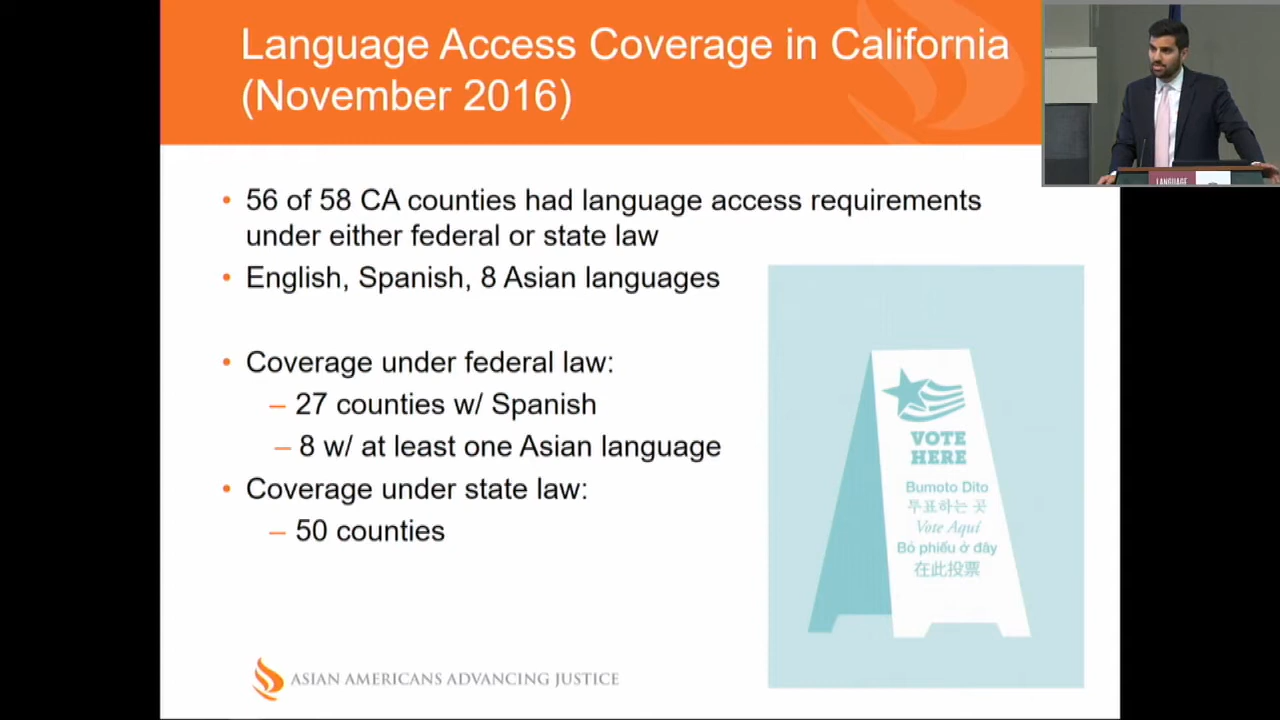 Language Access Coverage in California
(November 2016)
• 56 of 58 CA counties had language access requirements
under either federal or state law
• English, Spanish, 8 Asian languages
• Coverage under federal law:
– 27 counties w/ Spanish
– 8 w/ at least one Asian language
• Coverage under state law:
– 50 counties
VOTE
HERE
Bumoto Dito
투표하는 곳
Vote Aquí
Bỏ phiếu ở đây
在此投票
ASIAN AMERICANS ADVANCING JUSTICE
LANGUAGE